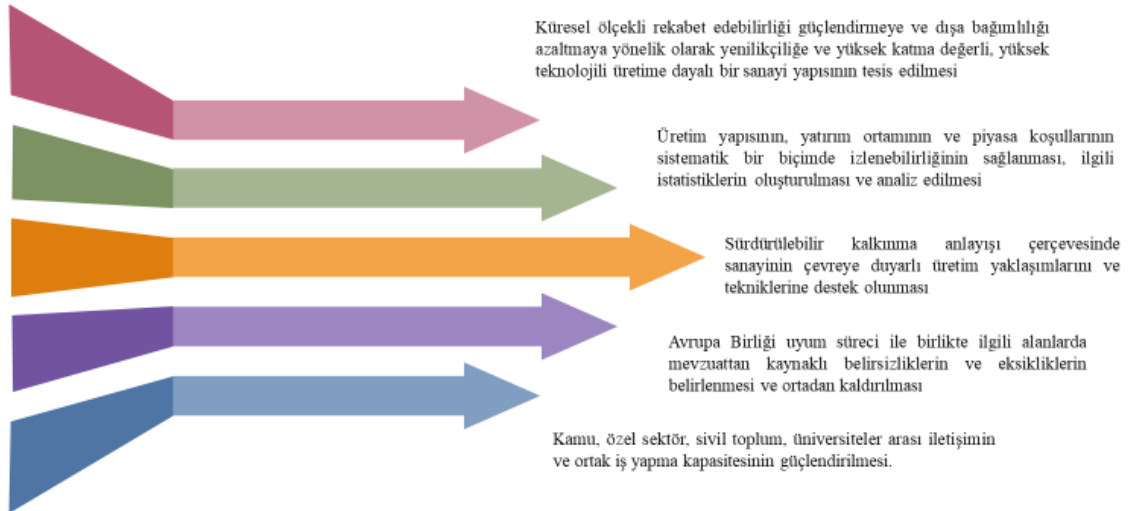 Küresel ölçekli rekabet edebilirliği güçlendirmeye ve dışa bağımlılığı
azaltmaya yönelik olarak yenilikçiliğe ve yüksek katma değerli, yüksek
teknolojili üretime dayalı bir sanayi yapısının tesis edilmesi
Üretim yapısının, yatırım ortamının ve piyasa koşullarının
sistematik bir biçimde izlenebilirliğinin sağlanması, ilgili
istatistiklerin oluşturulması ve analiz edilmesi
Sürdürülebilir kalkınma anlayışı çerçevesinde
sanayinin çevreye duyarlı üretim yaklaşımlarını ve
tekniklerine destek olunması
Avrupa Birliği uyum süreci ile birlikte ilgili alanlarda
mevzuattan kaynaklı belirsizliklerin ve eksikliklerin
belirlenmesi ve ortadan kaldırılması
Kamu, özel sektör, sivil toplum, üniversiteler arası iletişimin
ve ortak iş yapma kapasitesinin güçlendirilmesi.